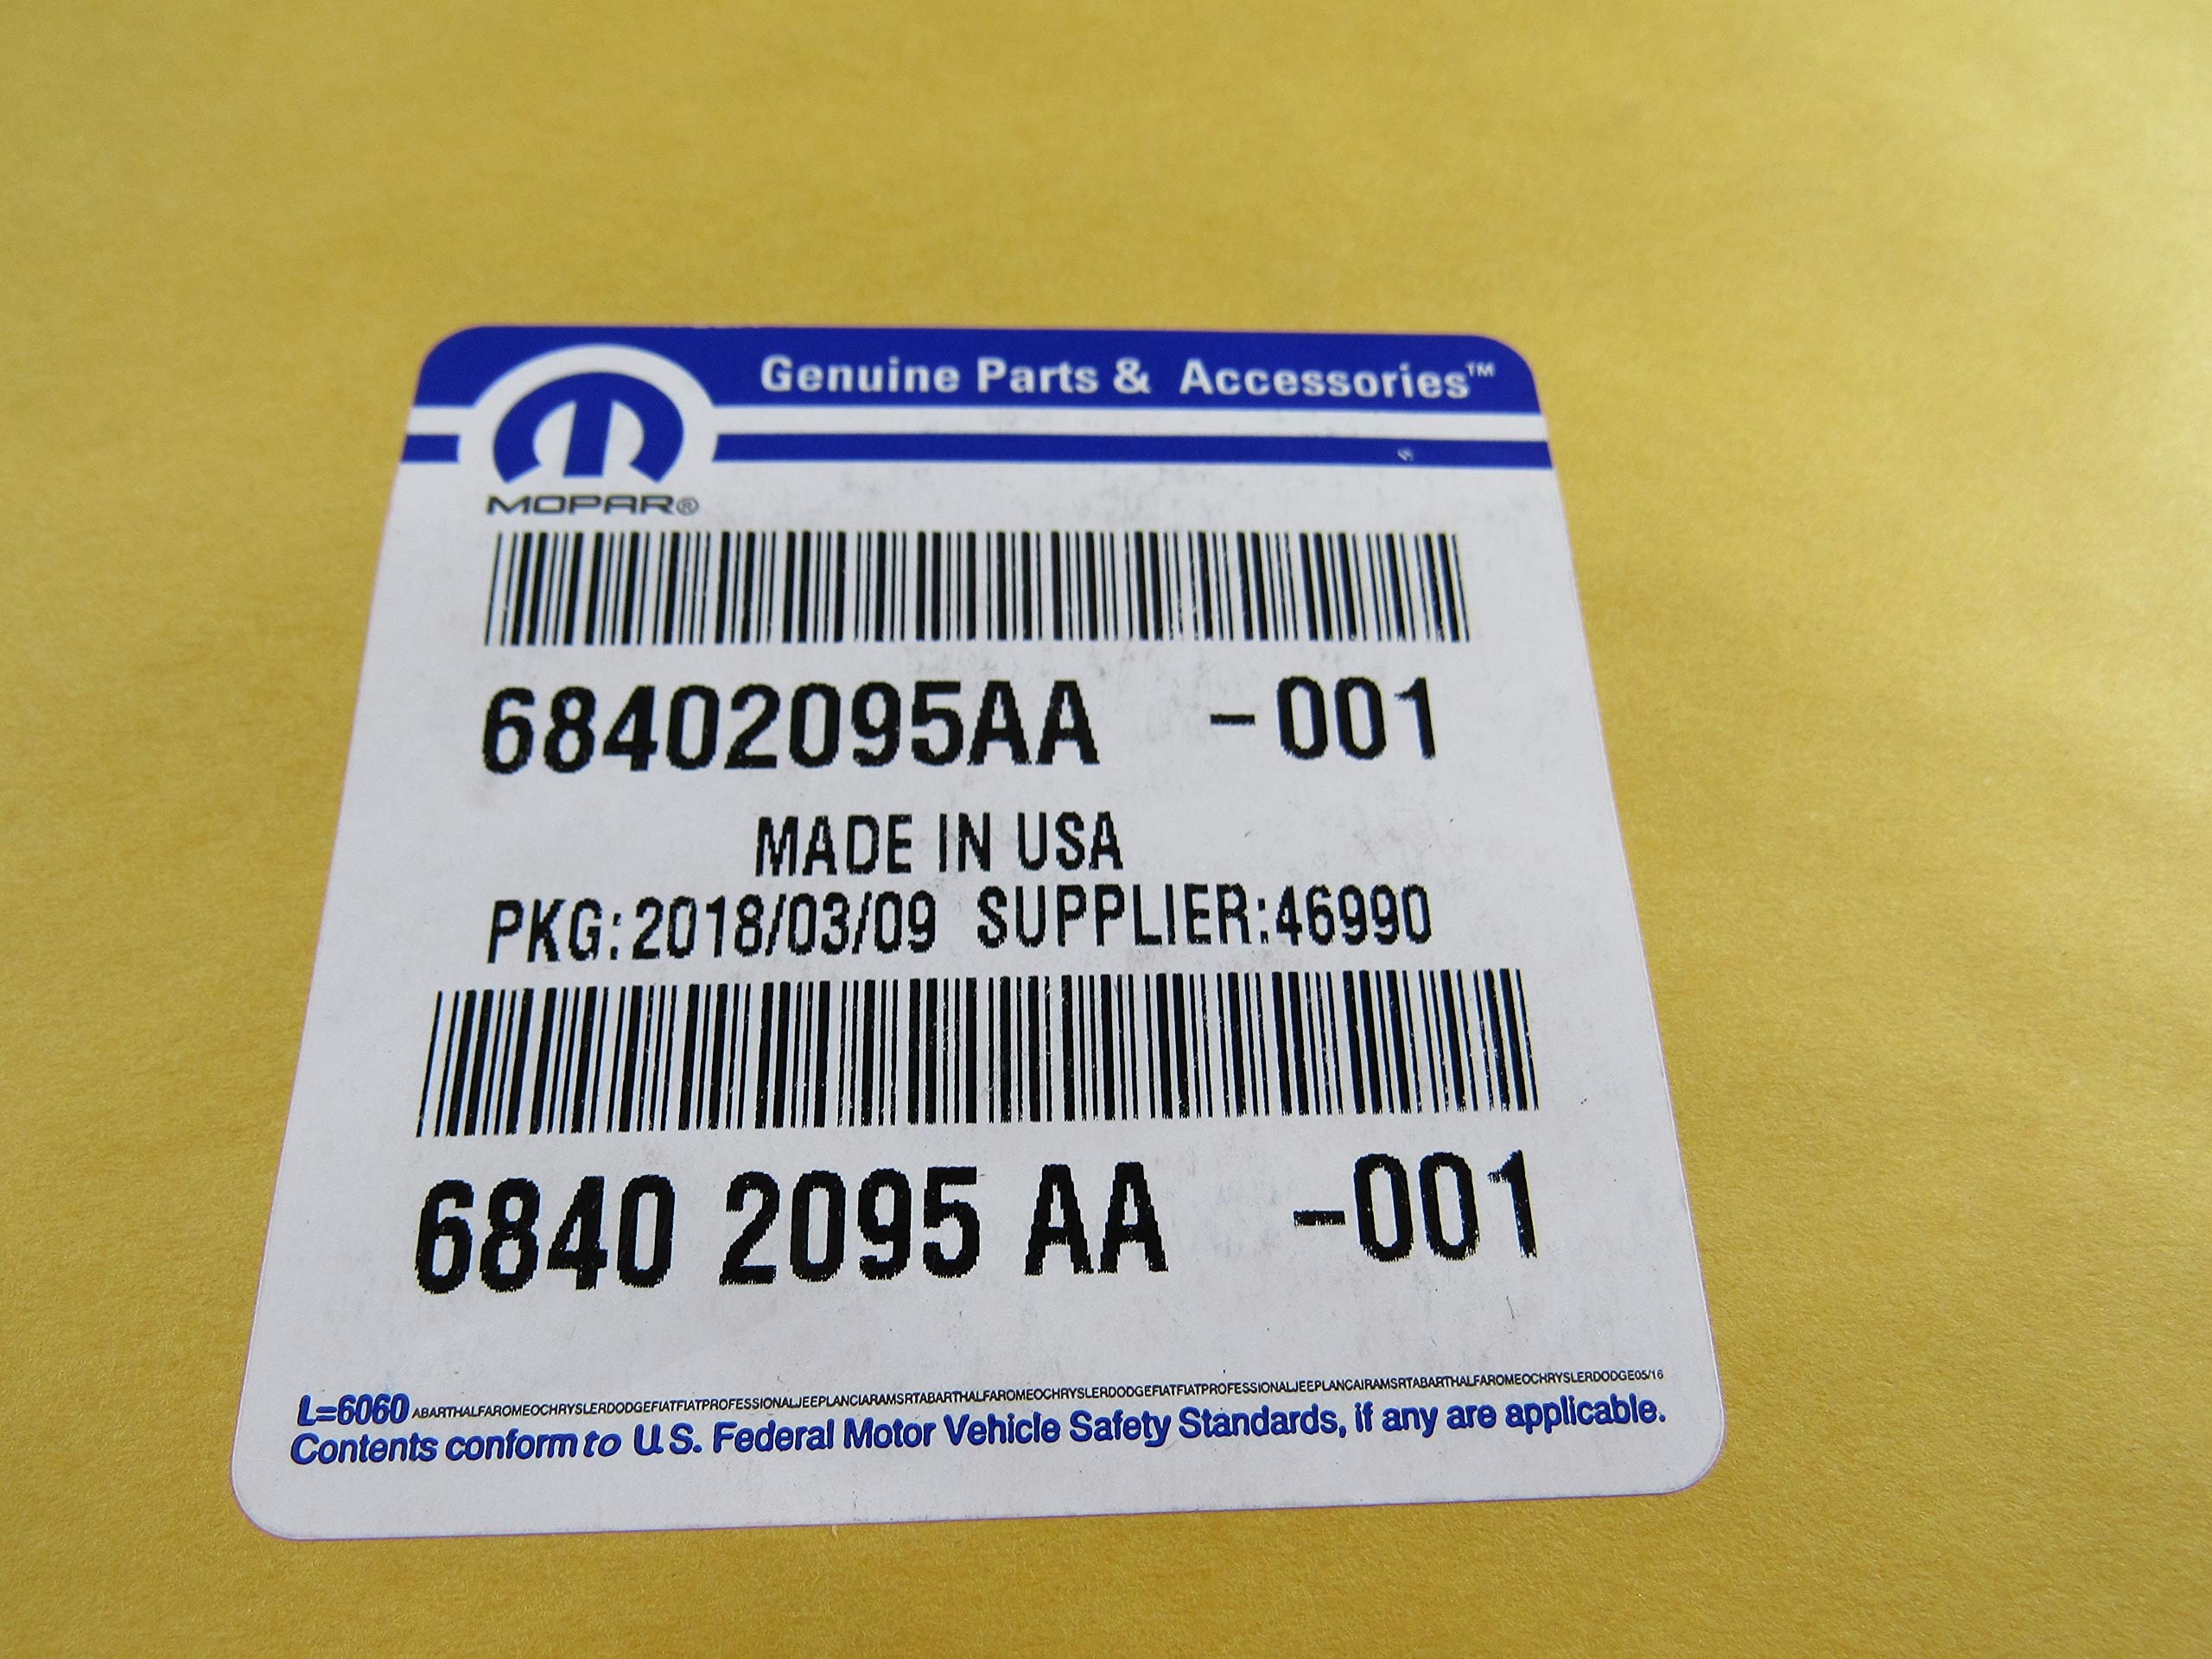 Genuine Parts & Accessories™
MOPAR®
68402095AA -001
MADE IN USA
PKG:2018/03/09 SUPPLIER:46990
6840 2095 AA -001
L=6060 ABARTHALFAROMEOCHRYSLERDODGEFIATFIATPROFESSIONALJEEPLANCIARAMSRTABARTHALFAROMEOCHRYSLERDODGEFIATFIATPROFESSIONALJEEPLANCAIRAMSRTABARTHALFAROMEOCHRYSLERDODGE05/16
Contents conform to U.S. Federal Motor Vehicle Safety Standards, if any are applicable.